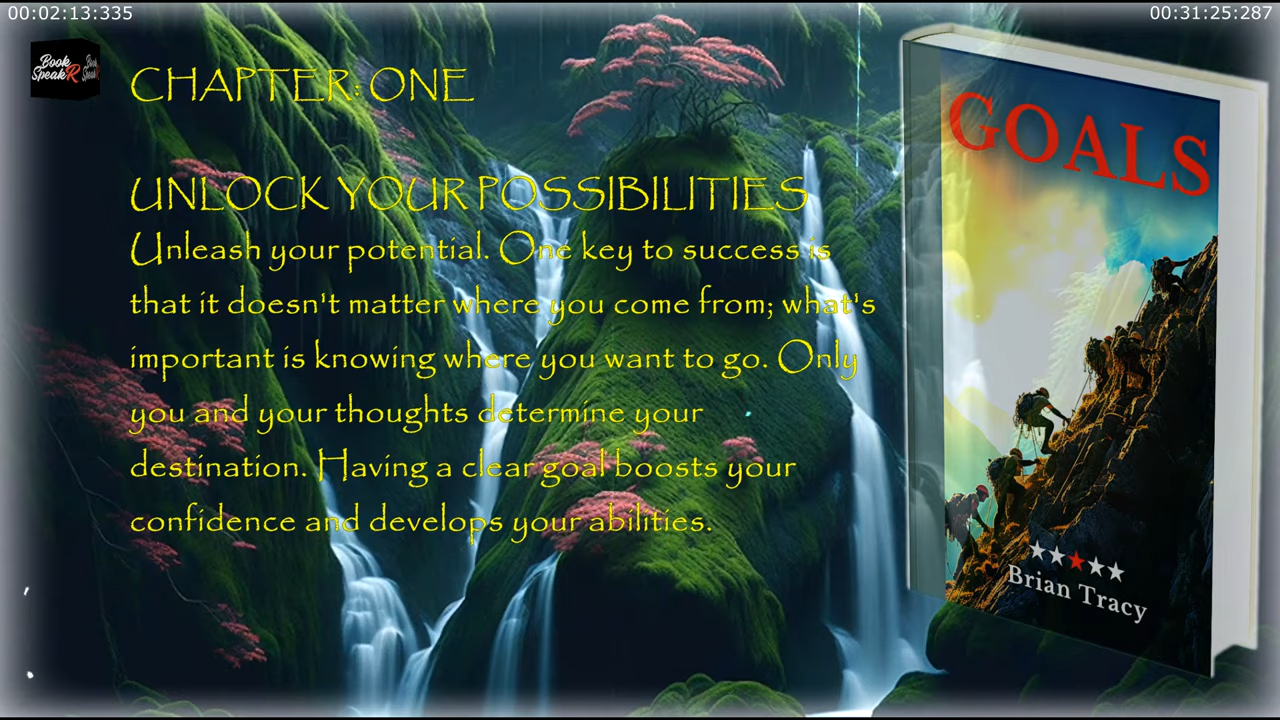 00:02:13:335
00:31:25:287
Book
SpeakR
Book
Speak
CHAPTER: ONE
UNLOCK YOUR POSSIBILITIES
Unleash your potential. One key to success is
that it doesn't matter where you come from; what's
important is knowing where you want to go. Only
you and your thoughts determine your
destination. Having a clear goal boosts your
confidence and develops your abilities.
GOALS
Brian Tracy